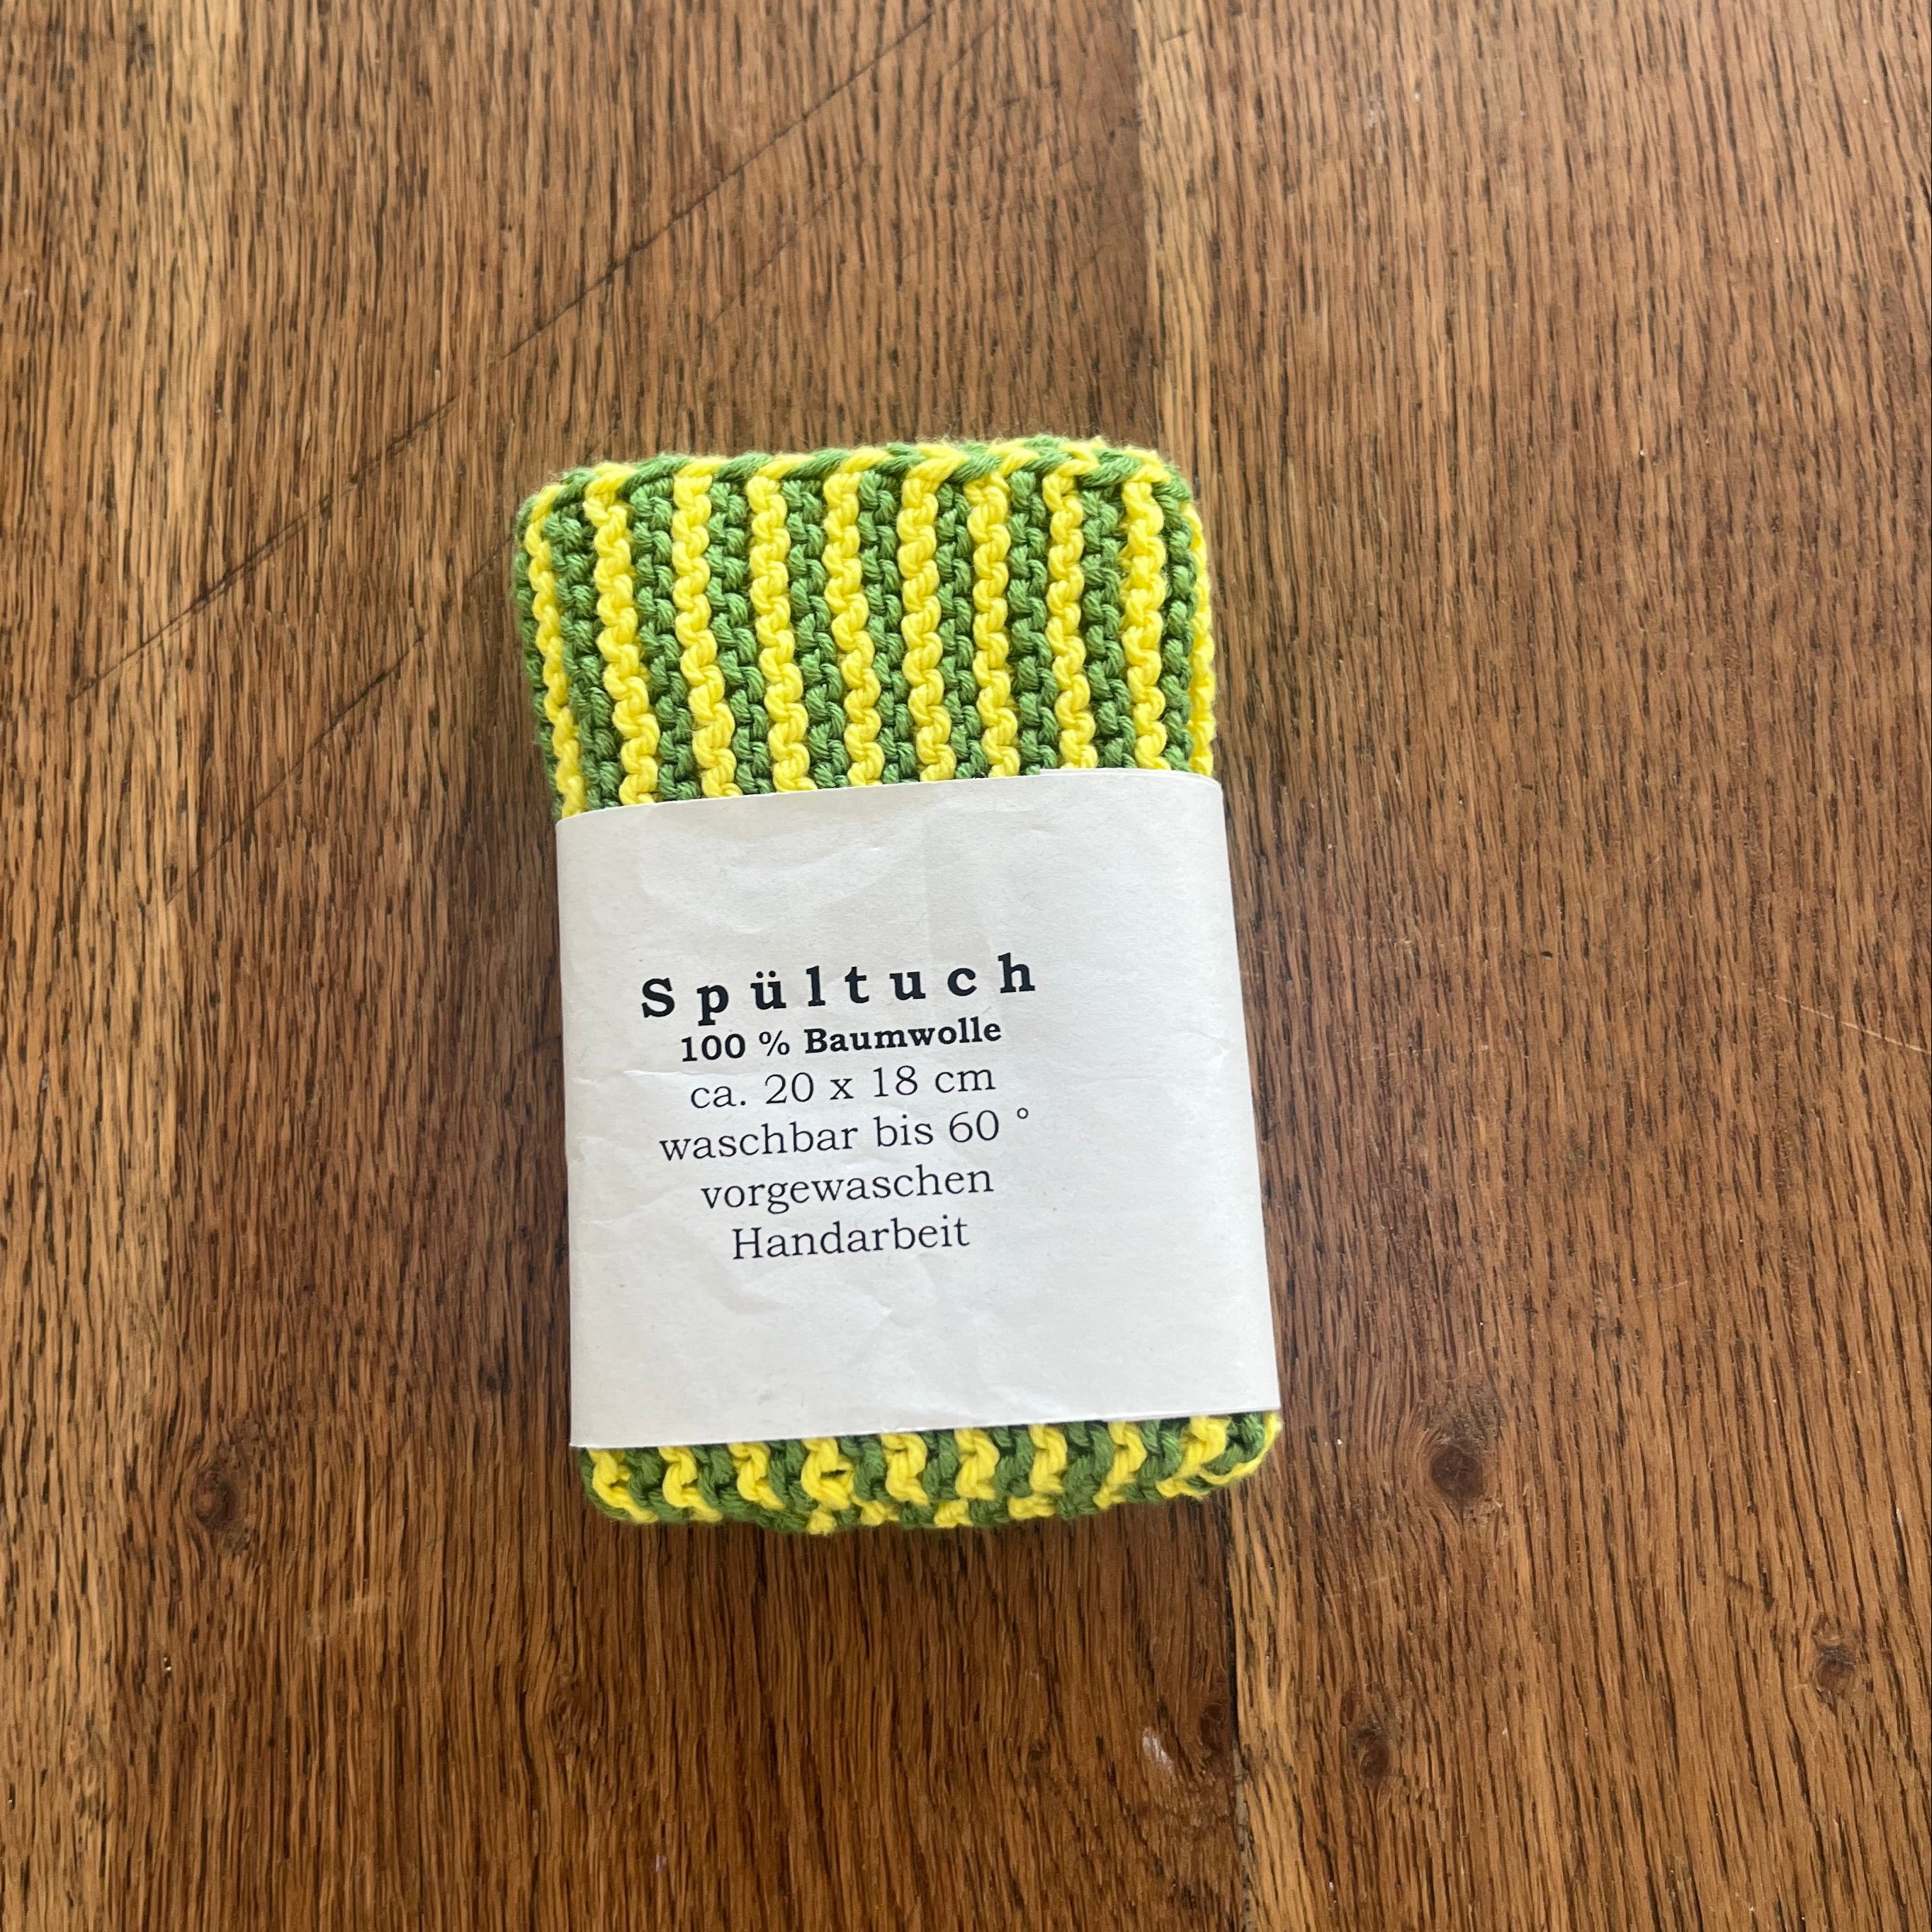 Spültuch
100 % Baumwolle
ca. 20 x 18 cm
waschbar bis 60 °
vorgewaschen
Handarbeit